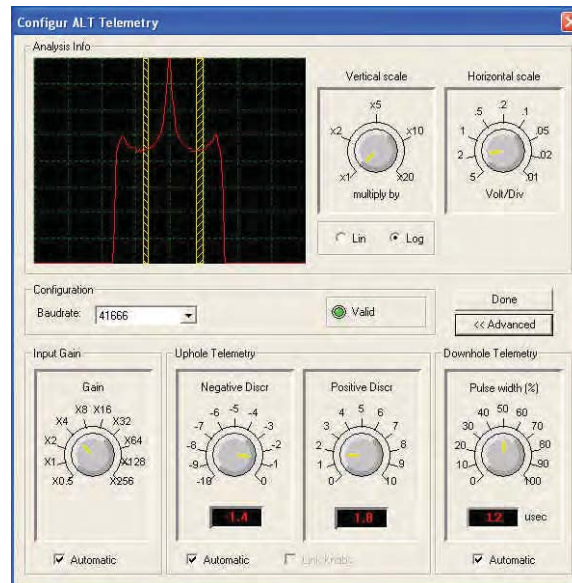 Configur ALT Telemetry
Analysis Info
Vertical scale
x1
x2
x5
x10
x20
multiply by
Horizontal scale
5
2
1
.5
.2
.1
.05
.02
.01
Volt/Div
Lin
Log
Configuration
Baudrate:
41666
Valid
Done
<< Advanced
Input Gain
Gain
X0.5
X1
X2
X4
X8
X16
X32
X64
X128
X256
Automatic
Uphole Telemetry
Negative Discr
-10
-9
-8
-7
-6
-5
-4
-3
-2
-1
0
-1.4
Automatic
Positive Discr
0
1
2
3
4
5
6
7
8
9
10
1.8
Link Knobs
Downhole Telemetry
Pulse width (%)
0
10
20
30
40
50
60
70
80
90
100
12
usec
Automatic